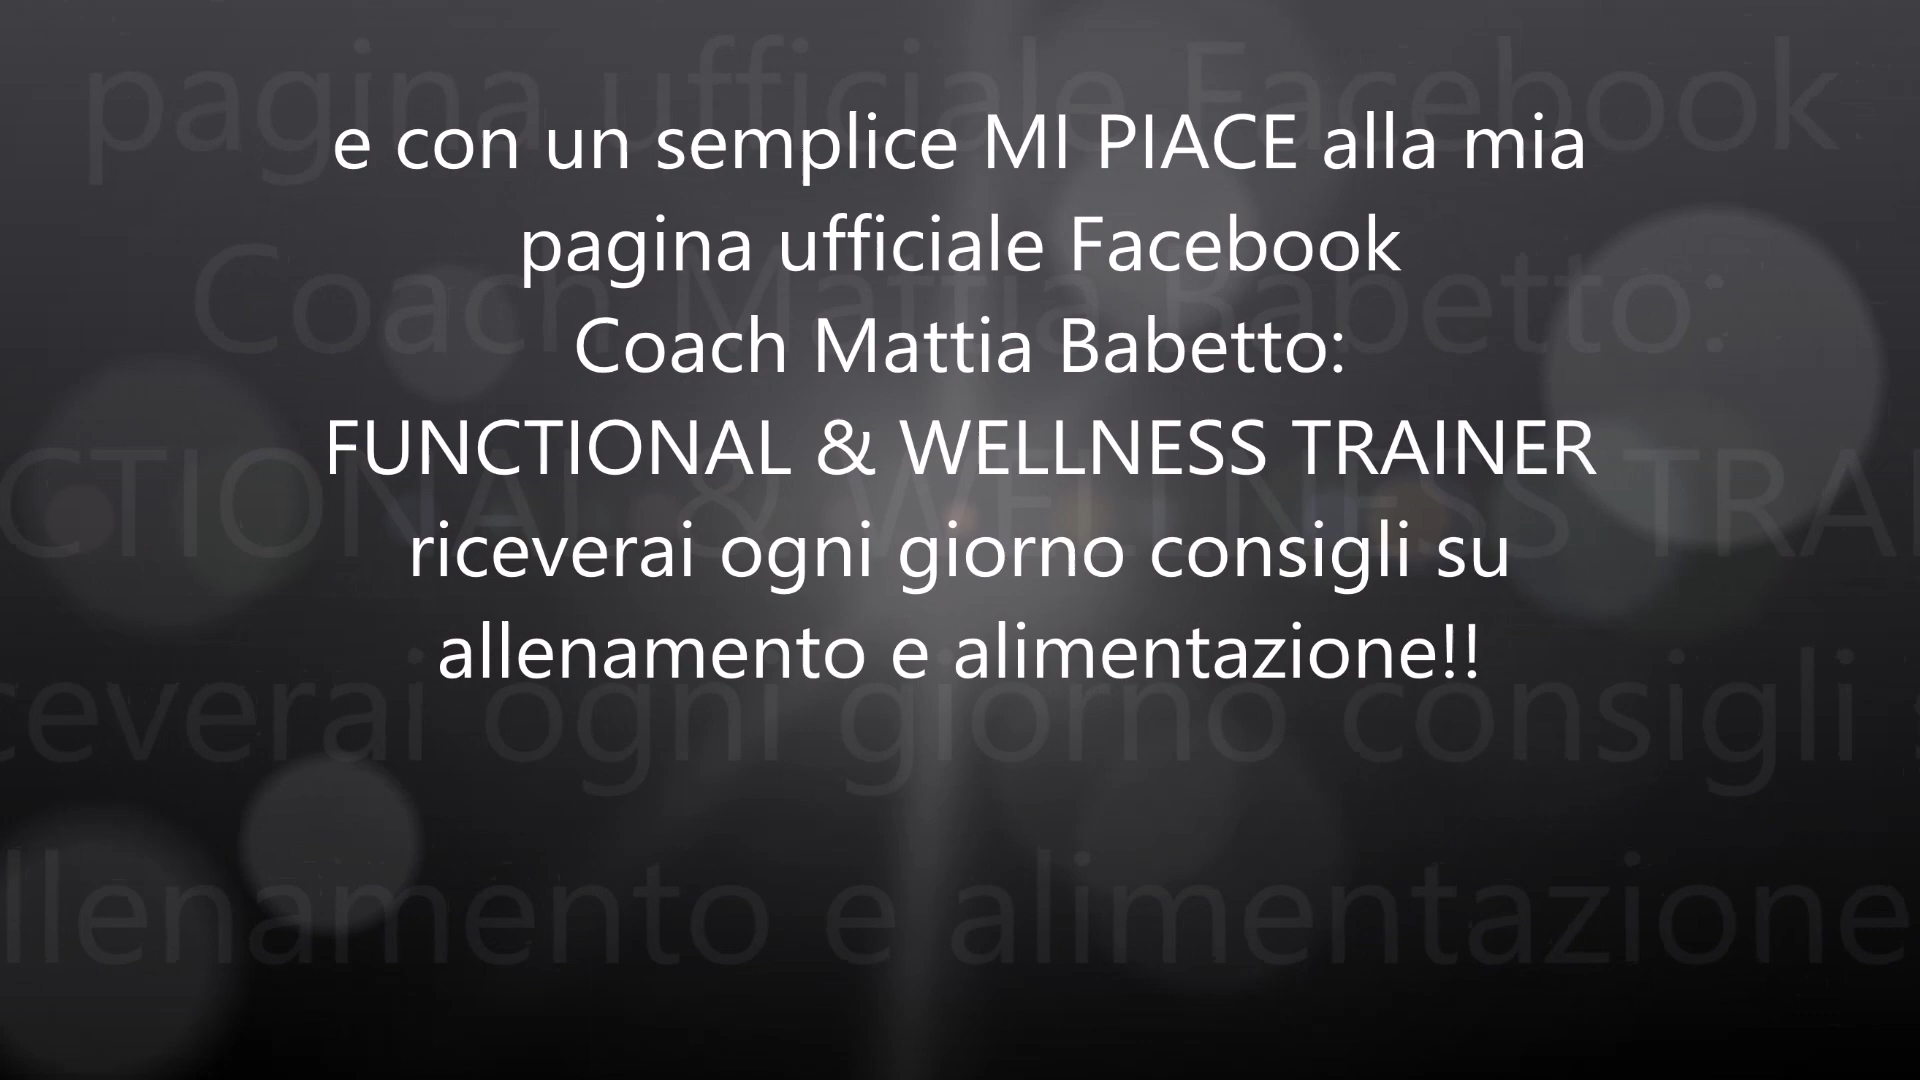 e con un semplice MI PIACE alla mia
pagina ufficiale Facebook
Coach Mattia Babetto:
FUNCTIONAL & WELLNESS TRAINER
riceverai ogni giorno consigli su
allenamento e alimentazione!!